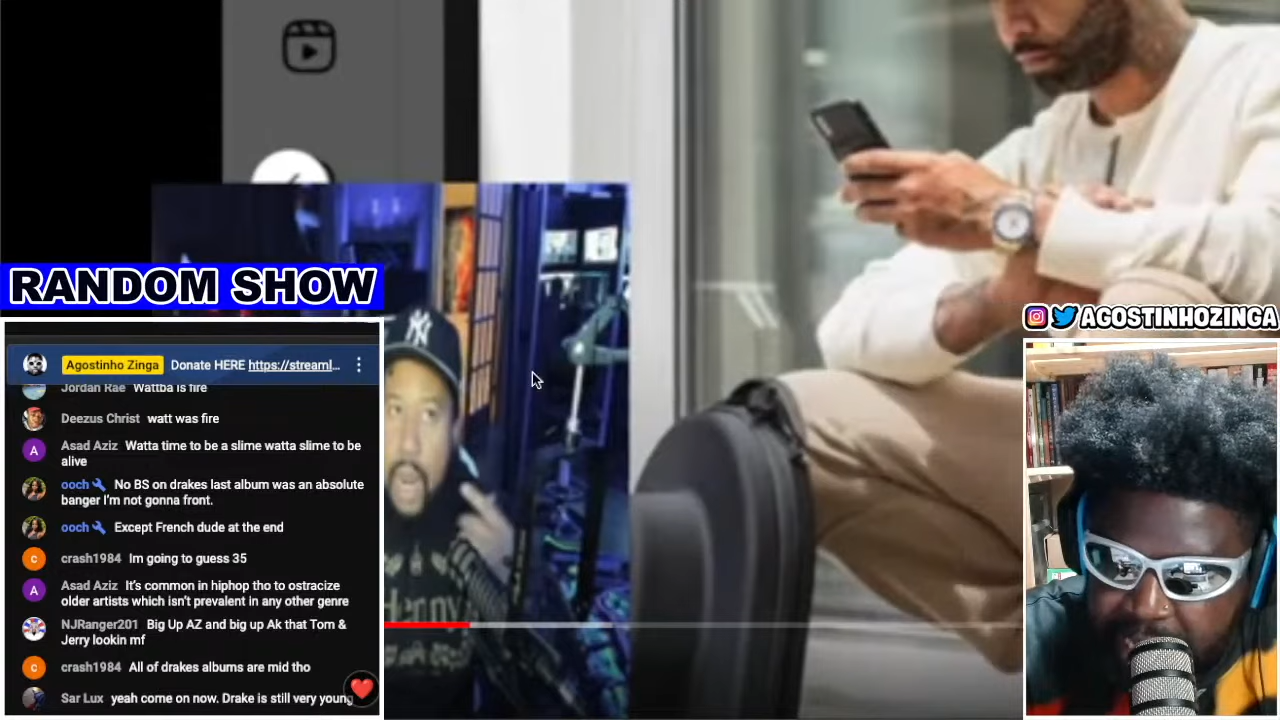 RANDOM SHOW
Agostinho Zinga Donate HERE https://streaml...
Jordan Rae Wattba is fire
Deezus Christ watt was fire
A Asad Aziz Watta time to be a slime watta slime to be
alive
ooch No BS on drakes last album was an absolute
banger I'm not gonna front.
ooch Except French dude at the end
c crash1984 Im going to guess 35
A Asad Aziz It's common in hiphop tho to ostracize
older artists which isn't prevalent in any other genre
NJRanger201 Big Up AZ and big up Ak that Tom &
Jerry lookin mf
c crash1984 All of drakes albums are mid tho
Sar Lux yeah come on now. Drake is still very young
NY
Henny
AGOSTINHOZINGA